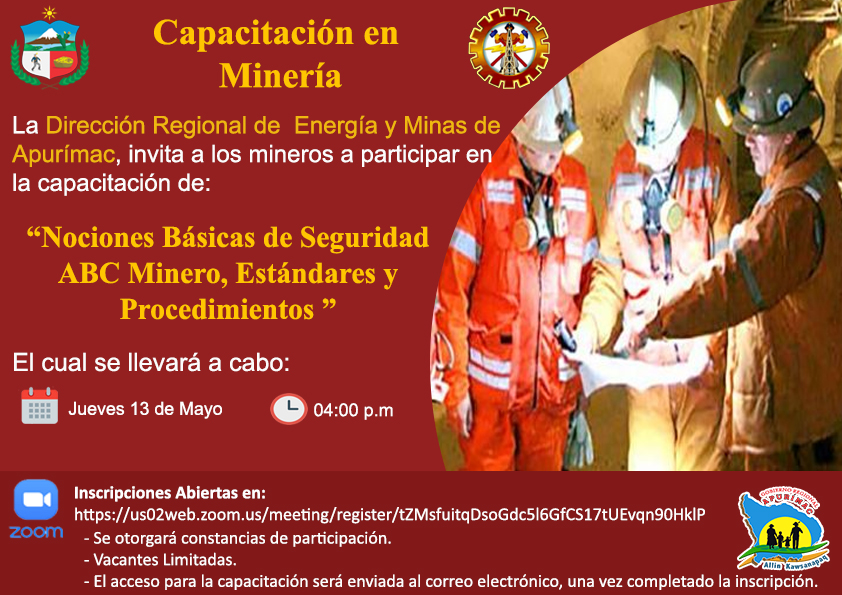 Capacitación en
Minería
La Dirección Regional de Energía y Minas de
Apurímac, invita a los mineros a participar en
la capacitación de:
“Nociones Básicas de Seguridad
ABC Minero, Estándares y
Procedimientos ”
El cual se llevará a cabo:
Jueves 13 de Mayo
04:00 p.m
zoom
Inscripciones Abiertas en:
https://us02web.zoom.us/meeting/register/tZMsfuitqDsoGdc5l6GfCS17tUEvqn90HklP
- Se otorgará constancias de participación.
- Vacantes Limitadas.
- El acceso para la capacitación será enviada al correo electrónico, una vez completado la inscripción.
GOBIERNO REGIONAL
APURÍMAC
Allin Kawsanapaq